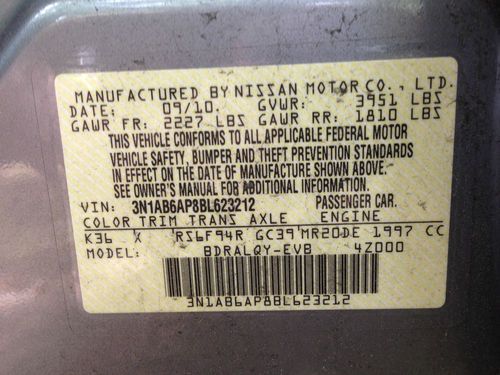 MANUFACTURED BY NISSAN MOTOR CO., LTD.
DATE: 09/10. GVWR: 3951 LBS
GAWR FR: 2227 LBS GAWR RR: 1810 LBS
THIS VEHICLE CONFORMS TO ALL APPLICABLE FEDERAL MOTOR
VEHICLE SAFETY, BUMPER AND THEFT PREVENTION STANDARDS
IN EFFECT ON THE DATE OF MANUFACTURE SHOWN ABOVE.
SEE OWNER'S MANUAL FOR ADDITIONAL INFORMATION.
VIN: 3N1AB6AP8BL623212 PASSENGER CAR.
COLOR TRIM TRANS AXLE ENGINE
K36 X RS6F94R GC39 MR20DE 1997 CC
MODEL: BDRALQY-EVB 4Z000
3N1AB6AP8BL623212